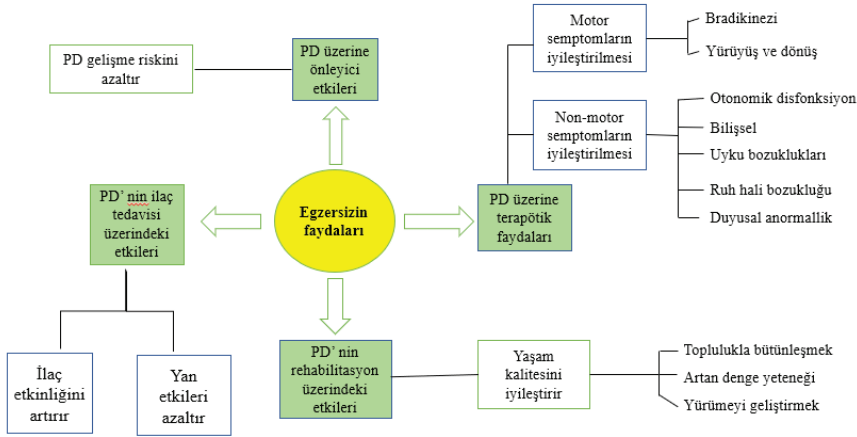 PD gelişme riskini
azaltır
PD üzerine
önleyici
etkileri
Motor
semptomların
iyileştirilmesi
Bradikinezi
Yürüyüş ve dönüş
Non-motor
semptomların
iyileştirilmesi
Otonomik disfonksiyon
Bilişsel
Uyku bozuklukları
Ruh hali bozukluğu
Duyusal anormallik
PD’ nin ilaç
tedavisi
üzerindeki
etkileri
Egzersizin
faydaları
PD üzerine
terapötik
faydaları
İlaç
etkinliğini
artırır
Yan
etkileri
azaltır
PD’ nin
rehabilitasyon
üzerindeki
etkileri
Yaşam
kalitesini
iyileştirir
Toplulukla bütünleşmek
Artan denge yeteneği
Yürümeyi geliştirmek